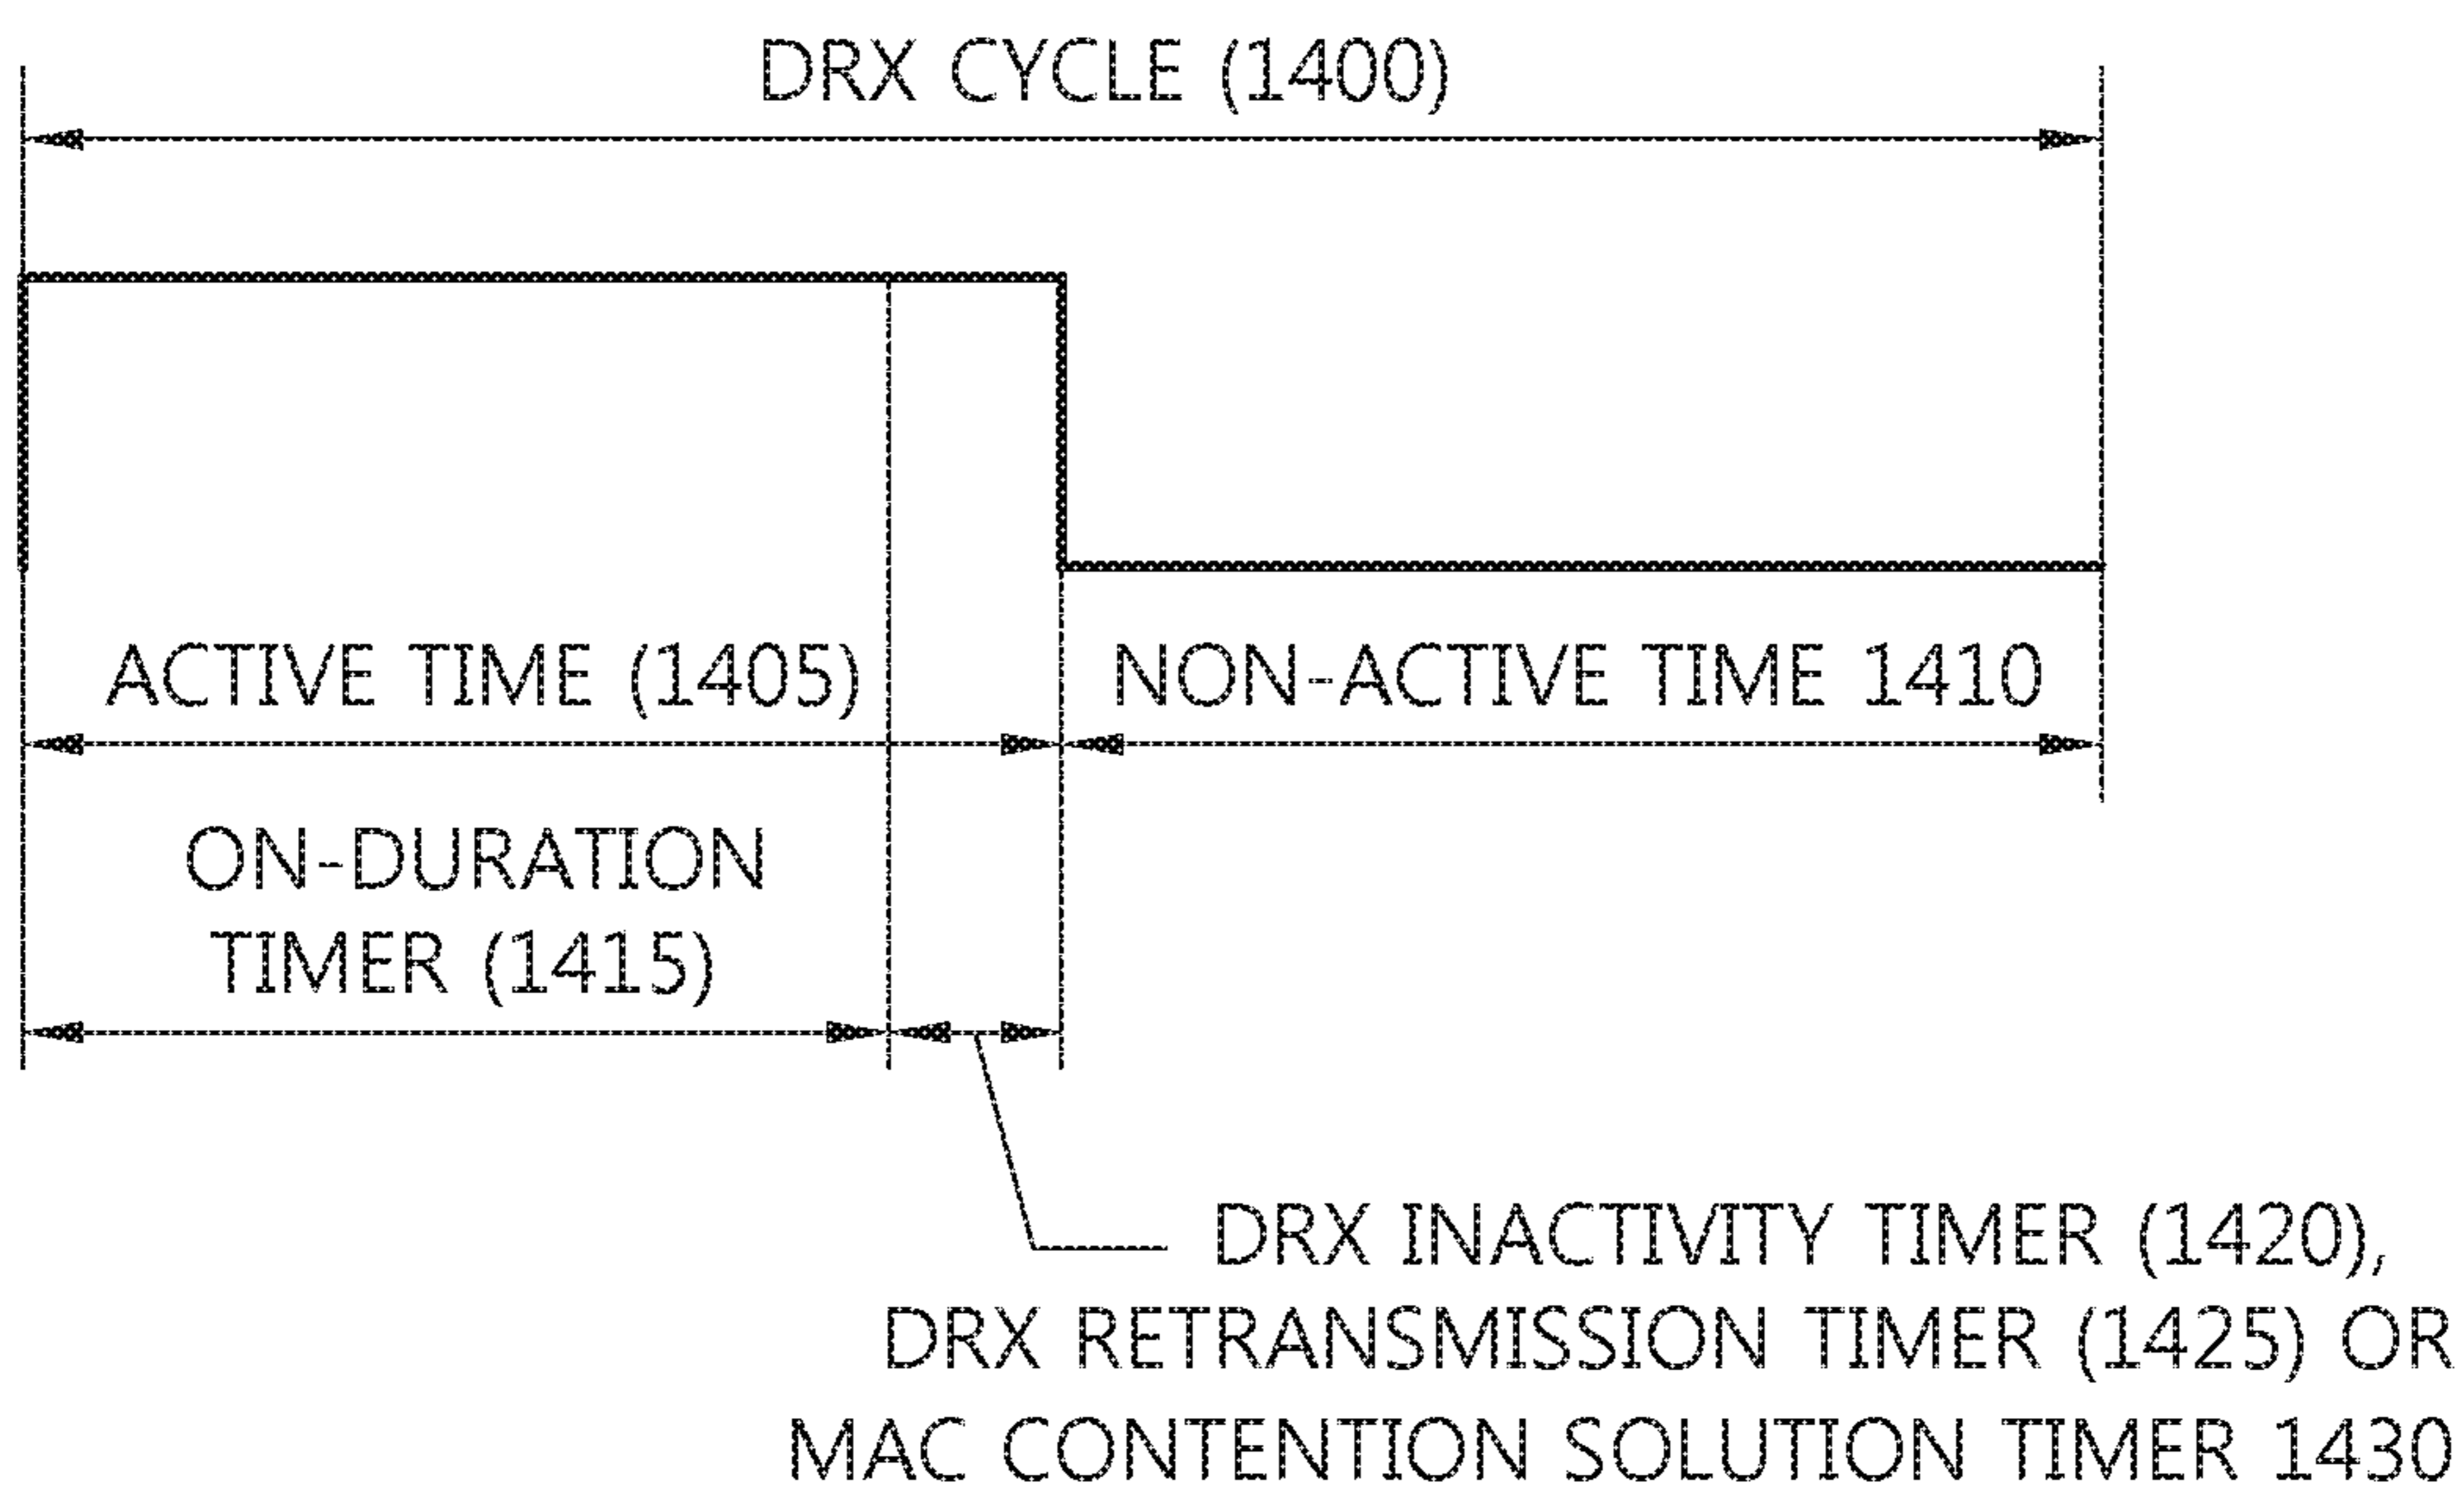 DRX CYCLE (1400)
ACTIVE TIME (1405)
NON-ACTIVE TIME 1410
ON-DURATION
TIMER (1415)
DRX INACTIVITY TIMER (1420),
DRX RETRANSMISSION TIMER (1425) OR
MAC CONTENTION SOLUTION TIMER 1430